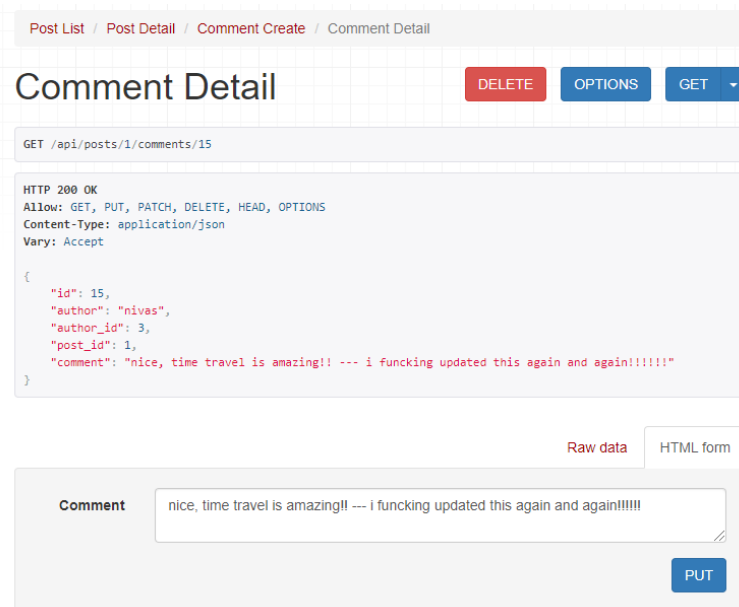 Post List / Post Detail / Comment Create / Comment Detail
Comment Detail
DELETE OPTIONS GET
GET /api/posts/1/comments/15
HTTP 200 OK
Allow: GET, PUT, PATCH, DELETE, HEAD, OPTIONS
Content-Type: application/json
Vary: Accept
{
"id": 15,
"author": "nivas",
"author_id": 3,
"post_id": 1,
"comment": "nice, time travel is amazing!! --- i funcking updated this again and again!!!!!!"
}
Raw data HTML form
Comment nice, time travel is amazing!! --- i funcking updated this again and again!!!!!!
PUT